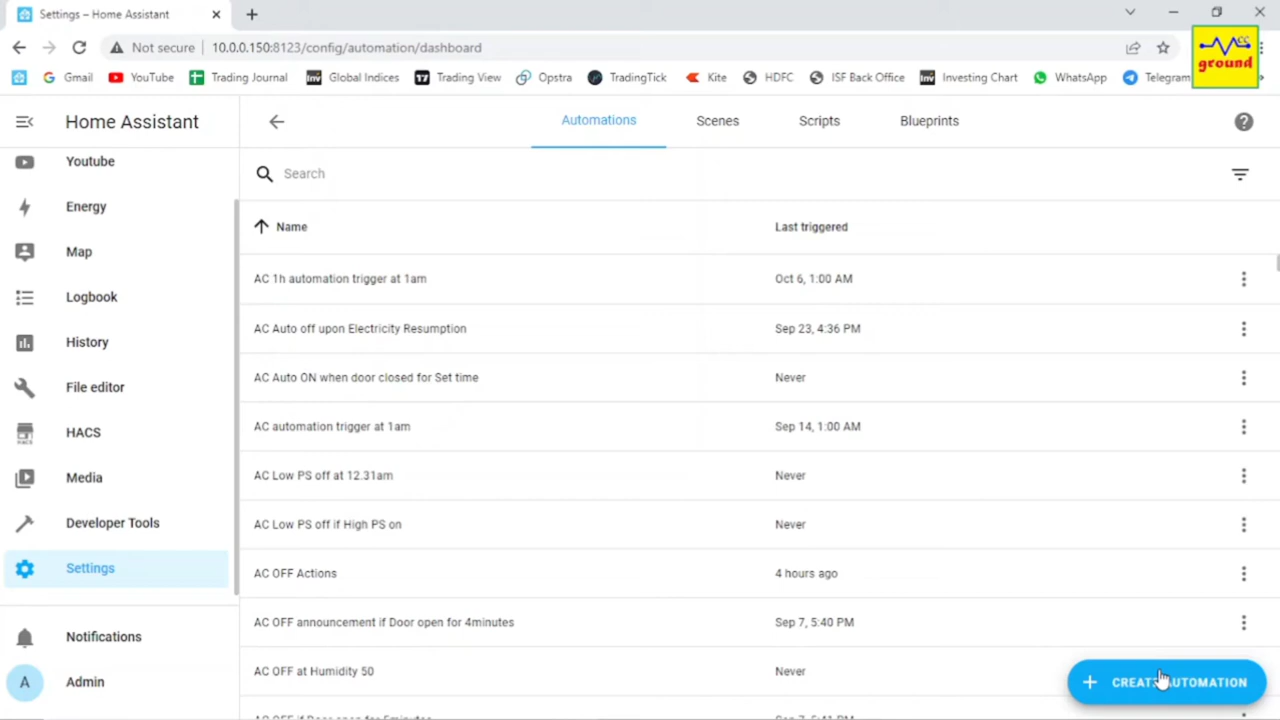 Settings – Home Assistant
Not secure
10.0.0.150:8123/config/automation/dashboard
CC
ground
Gmail
YouTube
Trading Journal
Global Indices
Trading View
Opstra
TradingTick
Kite
HDFC
ISF Back Office
Investing Chart
WhatsApp
Telegram
Home Assistant
Automations
Scenes
Scripts
Blueprints
Youtube
Energy
Map
Logbook
History
File editor
HACS
Media
Developer Tools
Settings
Notifications
A
Admin
Search
Name
Last triggered
AC 1h automation trigger at 1am
Oct 6, 1:00 AM
AC Auto off upon Electricity Resumption
Sep 23, 4:36 PM
AC Auto ON when door closed for Set time
Never
AC automation trigger at 1am
Sep 14, 1:00 AM
AC Low PS off at 12.31am
Never
AC Low PS off if High PS on
Never
AC OFF Actions
4 hours ago
AC OFF announcement if Door open for 4minutes
Sep 7, 5:40 PM
AC OFF at Humidity 50
Never
CREATE AUTOMATION